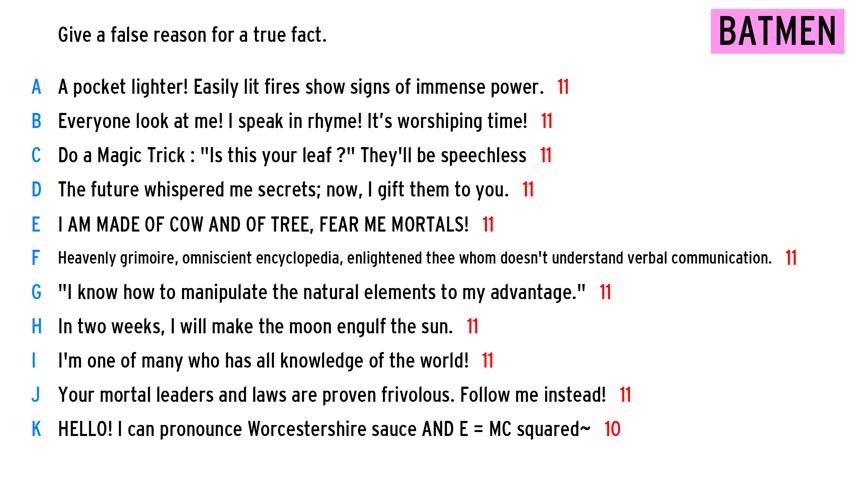 Give a false reason for a true fact.
BATMEN
A A pocket lighter! Easily lit fires show signs of immense power. 11
B Everyone look at me! I speak in rhyme! It’s worshiping time! 11
C Do a Magic Trick : "Is this your leaf ?" They'll be speechless 11
D The future whispered me secrets; now, I gift them to you. 11
E I AM MADE OF COW AND OF TREE, FEAR ME MORTALS! 11
F Heavenly grimoire, omniscient encyclopedia, enlightened thee whom doesn't understand verbal communication. 11
G "I know how to manipulate the natural elements to my advantage." 11
H In two weeks, I will make the moon engulf the sun. 11
I I'm one of many who has all knowledge of the world! 11
J Your mortal leaders and laws are proven frivolous. Follow me instead! 11
K HELLO! I can pronounce Worcestershire sauce AND E = MC squared~ 10